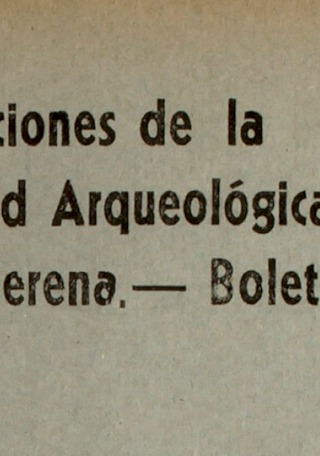 ciones de la
d Arqueológica
erena.— Bolet